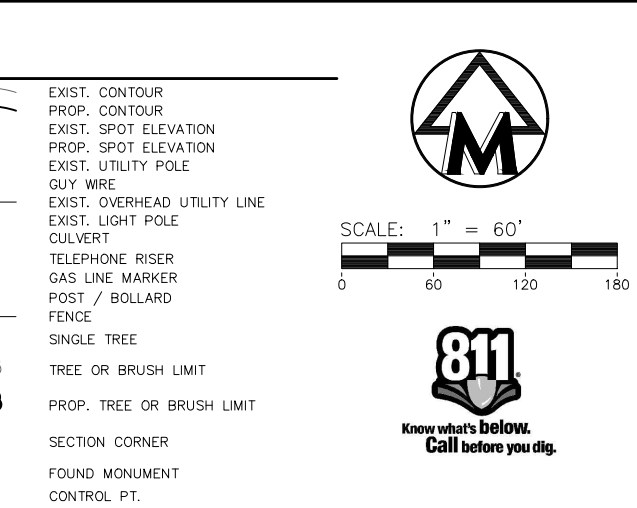 EXIST. CONTOUR
PROP. CONTOUR
EXIST. SPOT ELEVATION
PROP. SPOT ELEVATION
EXIST. UTILITY POLE
GUY WIRE
EXIST. OVERHEAD UTILITY LINE
EXIST. LIGHT POLE
CULVERT
TELEPHONE RISER
GAS LINE MARKER
POST / BOLLARD
FENCE
SINGLE TREE
TREE OR BRUSH LIMIT
PROP. TREE OR BRUSH LIMIT
SECTION CORNER
FOUND MONUMENT
CONTROL PT.
M
SCALE: 1" = 60'
0 60 120 180
811
Know what's below.
Call before you dig.